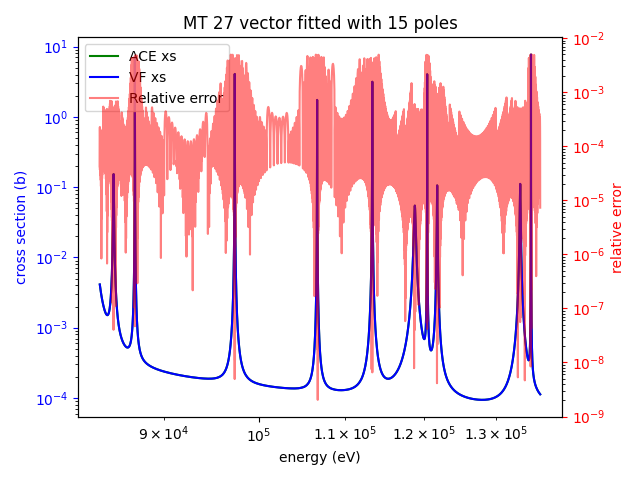 MT 27 vector fitted with 15 poles
ACE xs
VF xs
Relative error
cross section (b)
10¹
10⁰
10⁻¹
10⁻²
10⁻³
10⁻⁴
relative error
10⁻²
10⁻³
10⁻⁴
10⁻⁵
10⁻⁶
10⁻⁷
10⁻⁸
10⁻⁹
9 × 10⁴
10⁵
1.1 × 10⁵
1.2 × 10⁵
1.3 × 10⁵
energy (eV)